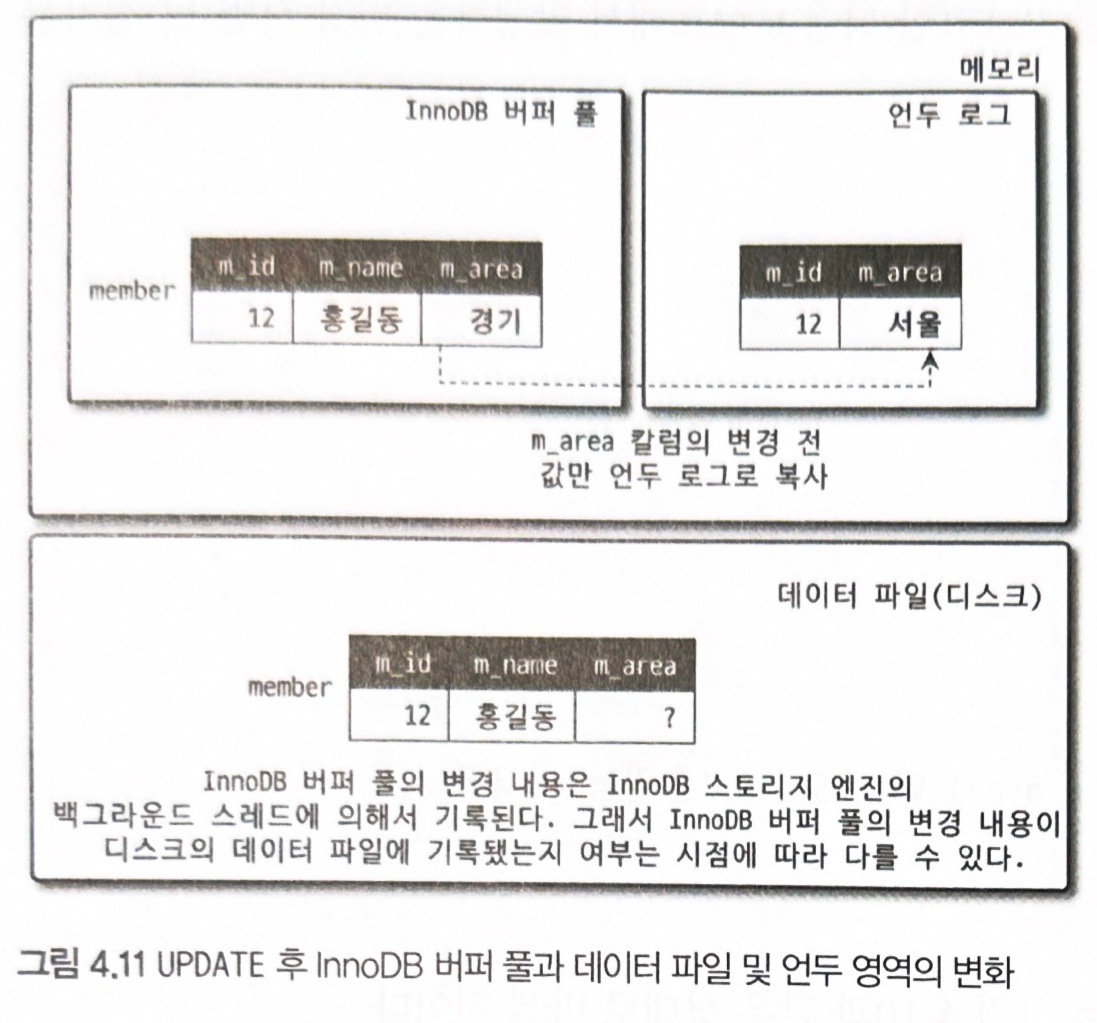 메모리
InnoDB 버퍼 풀
언두 로그
m_id m_name m_area
member 12 홍길동 경기
m_id m_area
12 서울
m_area 칼럼의 변경 전
값만 언두 로그로 복사
데이터 파일(디스크)
m_id m_name m_area
member 12 홍길동 ?
InnoDB 버퍼 풀의 변경 내용은 InnoDB 스토리지 엔진의
백그라운드 스레드에 의해서 기록된다. 그래서 InnoDB 버퍼 풀의 변경 내용이
디스크의 데이터 파일에 기록됐는지 여부는 시점에 따라 다를 수 있다.
그림 4.11 UPDATE 후 InnoDB 버퍼 풀과 데이터 파일 및 언두 영역의 변화